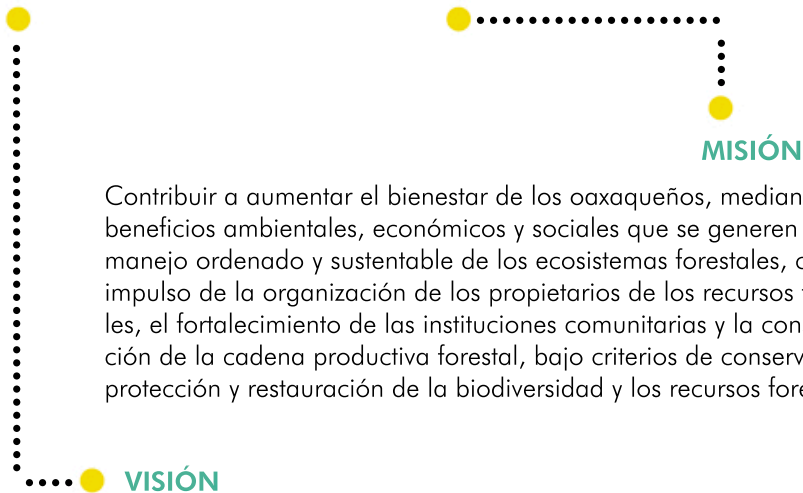 MISIÓN
Contribuir a aumentar el bienestar de los oaxaqueños, median
beneficios ambientales, económicos y sociales que se generen
manejo ordenado y sustentable de los ecosistemas forestales,
impulso de la organización de los propietarios de los recursos
les, el fortalecimiento de las instituciones comunitarias y la con
ción de la cadena productiva forestal, bajo criterios de conserv
protección y restauración de la biodiversidad y los recursos fore
VISIÓN